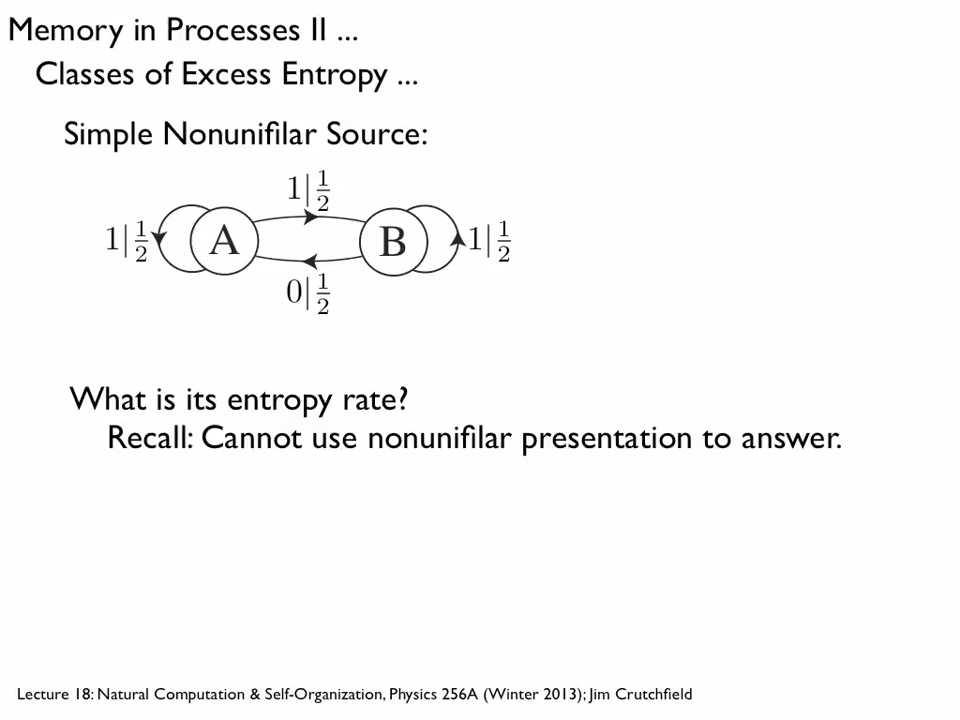 Memory in Processes II ...
Classes of Excess Entropy ...
Simple Nonunifilar Source:
1|1/2
1|1/2 A B 1|1/2
0|1/2
What is its entropy rate?
Recall: Cannot use nonunifilar presentation to answer.
Lecture 18: Natural Computation & Self-Organization, Physics 256A (Winter 2013); Jim Crutchfield